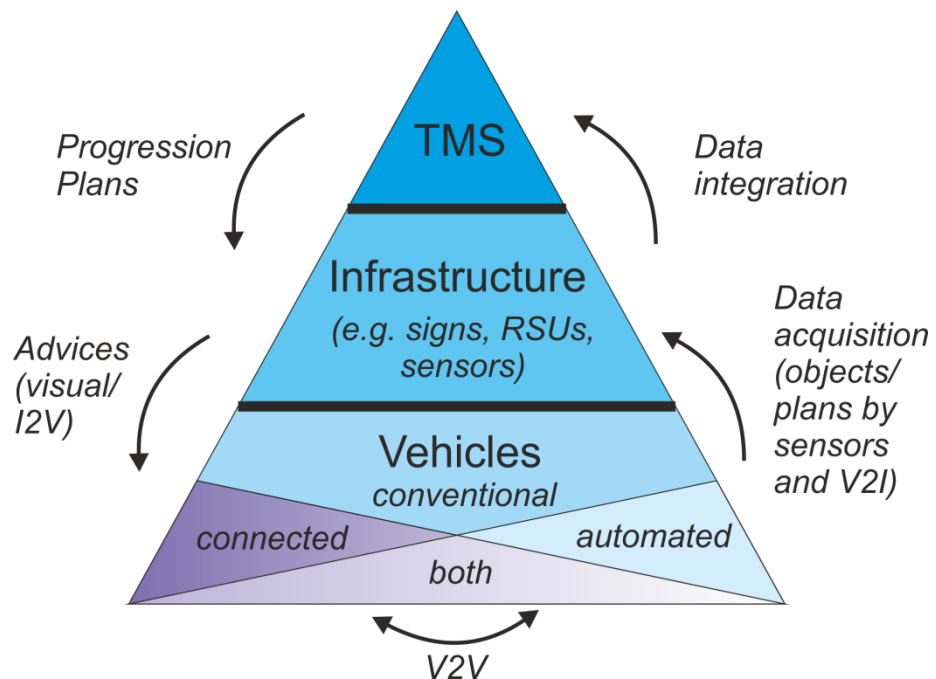 TMS
Progression
Plans
Data
integration
Infrastructure
(e.g. signs, RSUs,
sensors)
Advices
(visual/
I2V)
Data
acquisition
(objects/
plans by
sensors
and V2I)
Vehicles
conventional
connected
automated
both
V2V